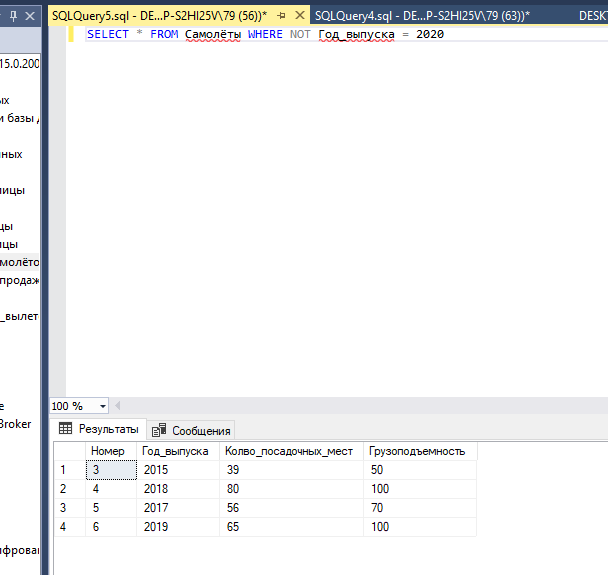 SQLQuery5.sql - DE...P-S2HI25V\79 (56))* SQLQuery4.sql - DE...P-S2HI25V\79 (63))* DESKT
SELECT * FROM Самолёты WHERE NOT Год_выпуска = 2020
15.0.200
ых
и базы д
нных
лицы
цы
ицы
молёто
продаж
_вылет
е
Broker
ифрова
100 %
Результаты Сообщения
Номер Год_выпуска Колво_посадочных_мест Грузоподъемность
1 3 2015 39 50
2 4 2018 80 100
3 5 2017 56 70
4 6 2019 65 100